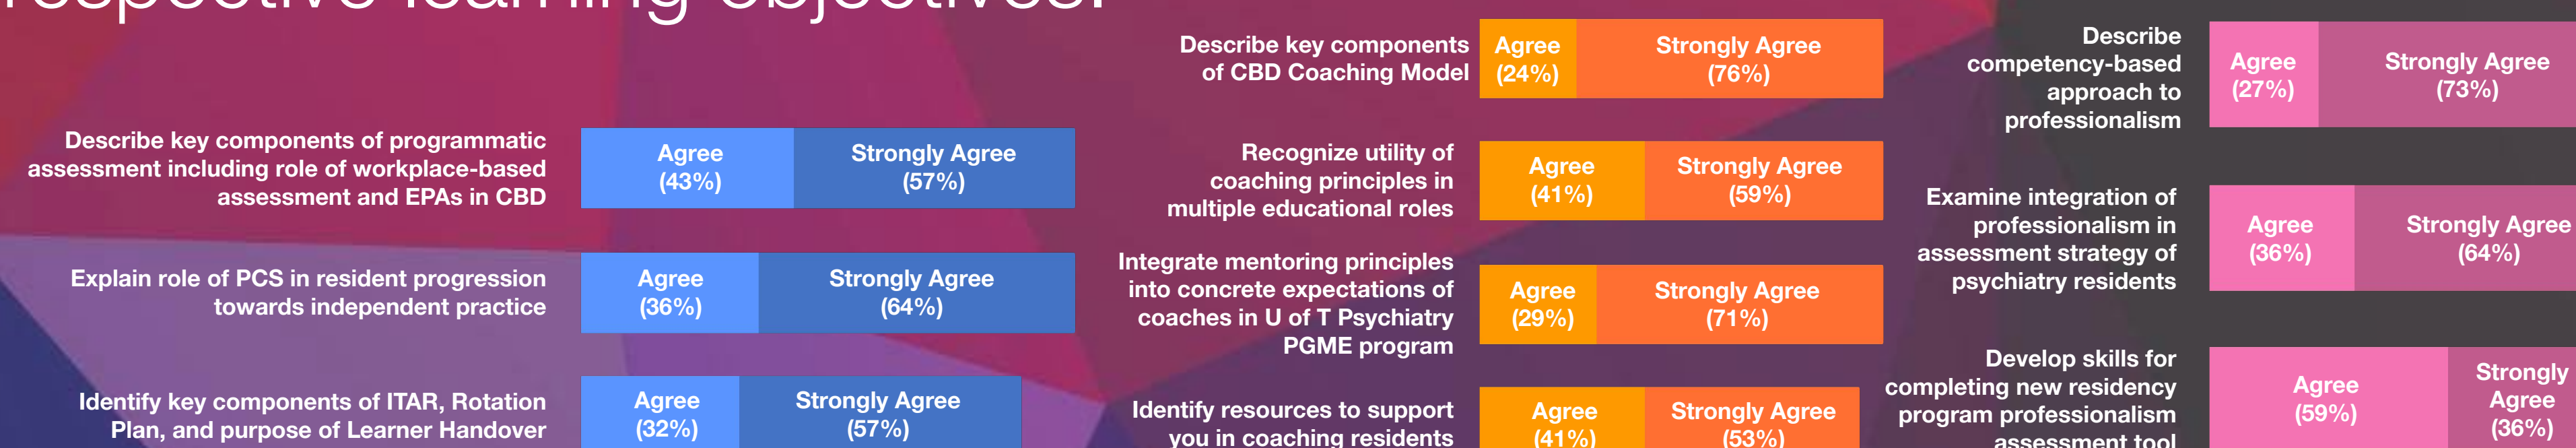 respective learning objectives.
Describe key components of programmatic
assessment including role of workplace-based
assessment and EPAs in CBD
Agree
(43%)
Strongly Agree
(57%)
Explain role of PCS in resident progression
towards independent practice
Agree
(36%)
Strongly Agree
(64%)
Identify key components of ITAR, Rotation
Plan, and purpose of Learner Handover
Agree
(32%)
Strongly Agree
(57%)
Describe key components
of CBD Coaching Model
Agree
(24%)
Strongly Agree
(76%)
Recognize utility of
coaching principles in
multiple educational roles
Agree
(41%)
Strongly Agree
(59%)
Integrate mentoring principles
into concrete expectations of
coaches in U of T Psychiatry
PGME program
Agree
(29%)
Strongly Agree
(71%)
Identify resources to support
you in coaching residents
Agree
(41%)
Strongly Agree
(53%)
Describe
competency-based
approach to
professionalism
Agree
(27%)
Strongly Agree
(73%)
Examine integration of
professionalism in
assessment strategy of
psychiatry residents
Agree
(36%)
Strongly Agree
(64%)
Develop skills for
completing new residency
program professionalism
assessment tool
Agree
(59%)
Strongly
Agree
(36%)